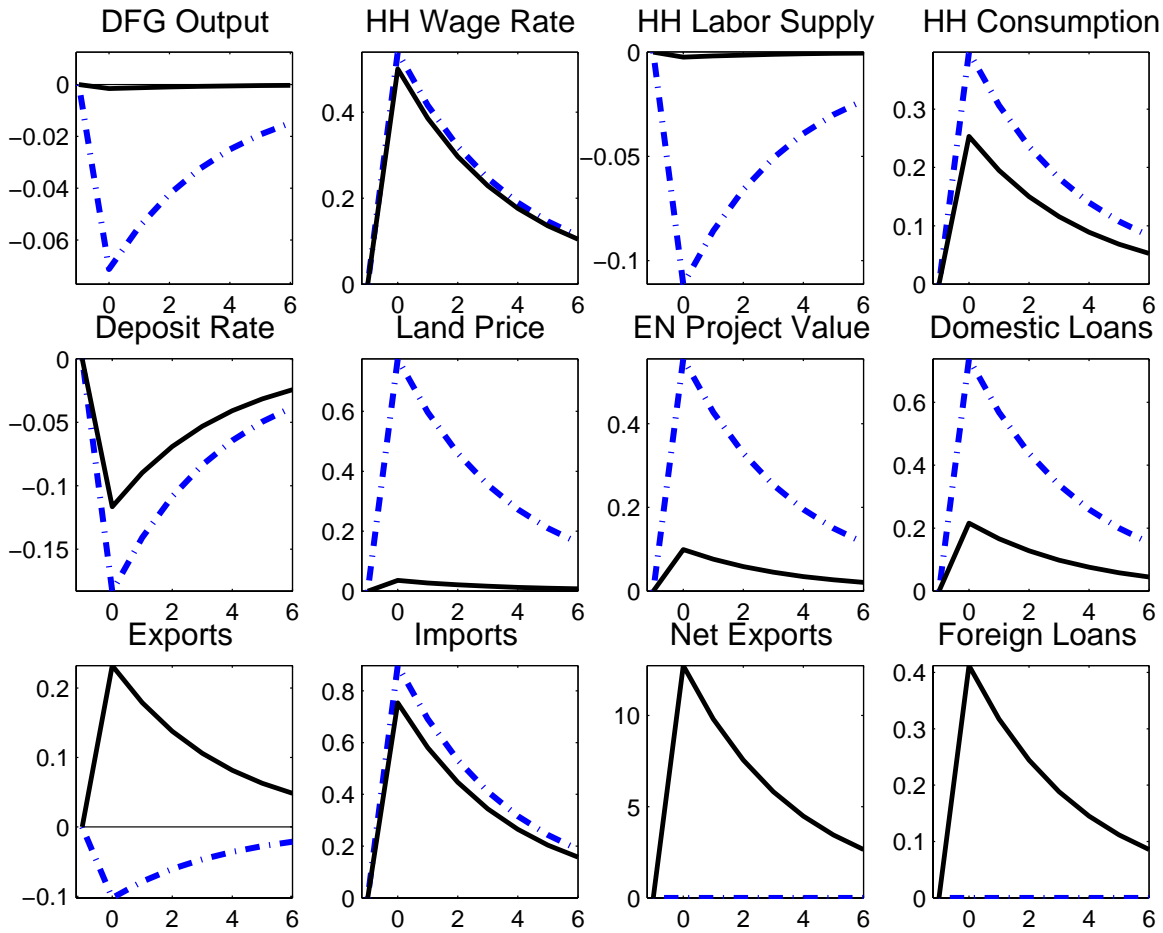 DFG Output
0
−0.02
−0.04
−0.06
0 2 4 6
HH Wage Rate
0.4
0.2
0
0 2 4 6
HH Labor Supply
0
−0.05
−0.1
0 2 4 6
HH Consumption
0.3
0.2
0.1
0
0 2 4 6
Deposit Rate
0
−0.05
−0.1
−0.15
0 2 4 6
Land Price
0.6
0.4
0.2
0
0 2 4 6
EN Project Value
0.4
0.2
0
0 2 4 6
Domestic Loans
0.6
0.4
0.2
0
0 2 4 6
Exports
0.2
0.1
0
−0.1
0 2 4 6
Imports
0.8
0.6
0.4
0.2
0
0 2 4 6
Net Exports
10
5
0
0 2 4 6
Foreign Loans
0.4
0.3
0.2
0.1
0
0 2 4 6